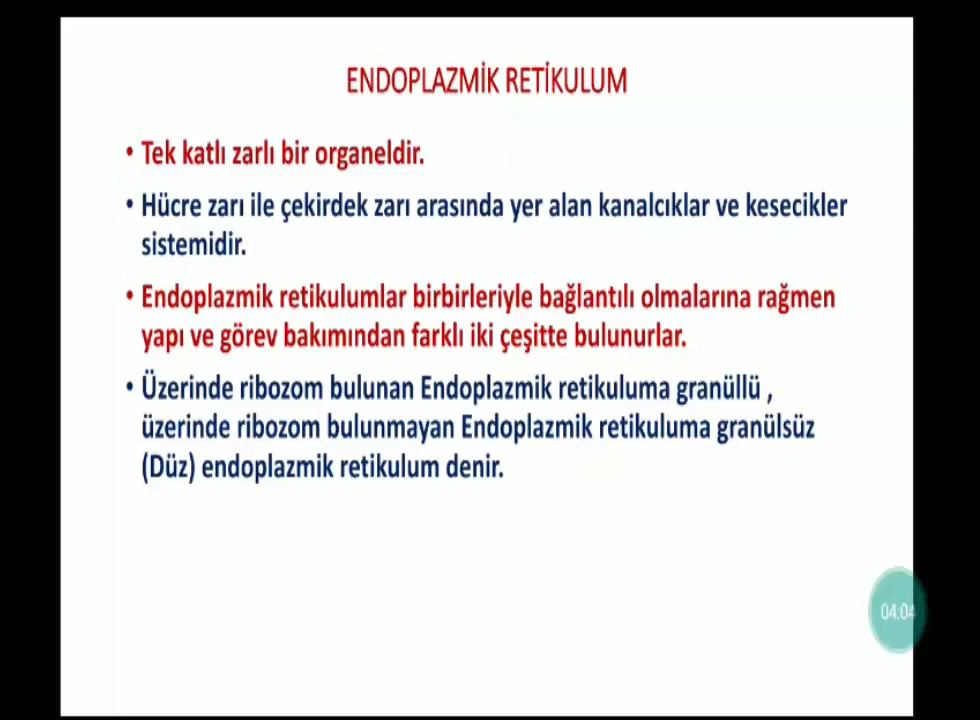 ENDOPLAZMİK RETİKULUM
• Tek katlı zarlı bir organeldir.
• Hücre zarı ile çekirdek zarı arasında yer alan kanalcıklar ve kesecikler
sistemidir.
• Endoplazmik retikulumlar birbirleriyle bağlantılı olmalarına rağmen
yapı ve görev bakımından farklı iki çeşitte bulunurlar.
• Üzerinde ribozom bulunan Endoplazmik retikuluma granüllü ,
üzerinde ribozom bulunmayan Endoplazmik retikuluma granülsüz
(Düz) endoplazmik retikulum denir.
04:04